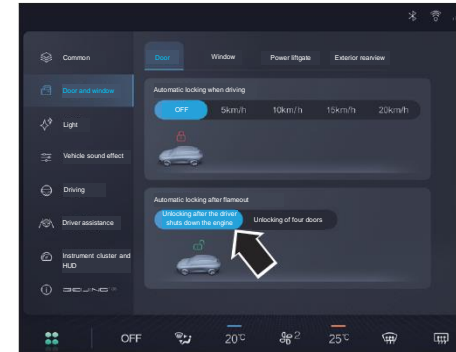 Common
Door
Window
Power liftgate
Exterior rearview
Door and window
Automatic locking when driving
OFF
5km/h
10km/h
15km/h
20km/h
Light
Vehicle sound effect
Driving
Automatic locking after flameout
Unlocking after the driver
shuts down the engine
Unlocking of four doors
Driver assistance
Instrument cluster and
HUD
OFF
20°C
2
25°C